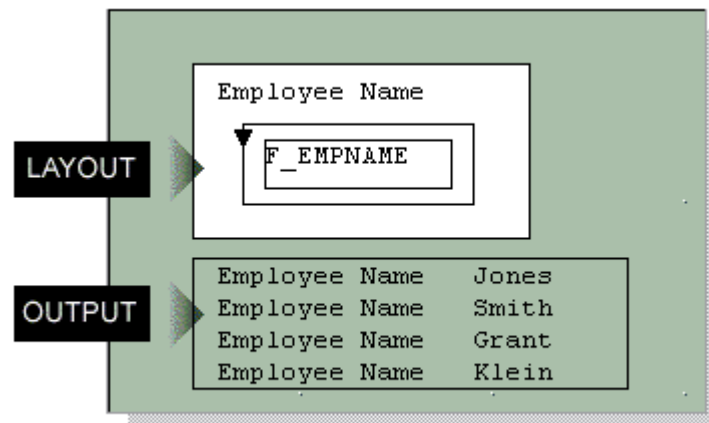 Employee Name
F_EMPNAME
LAYOUT
Employee Name Jones
Employee Name Smith
OUTPUT
Employee Name Grant
Employee Name Klein